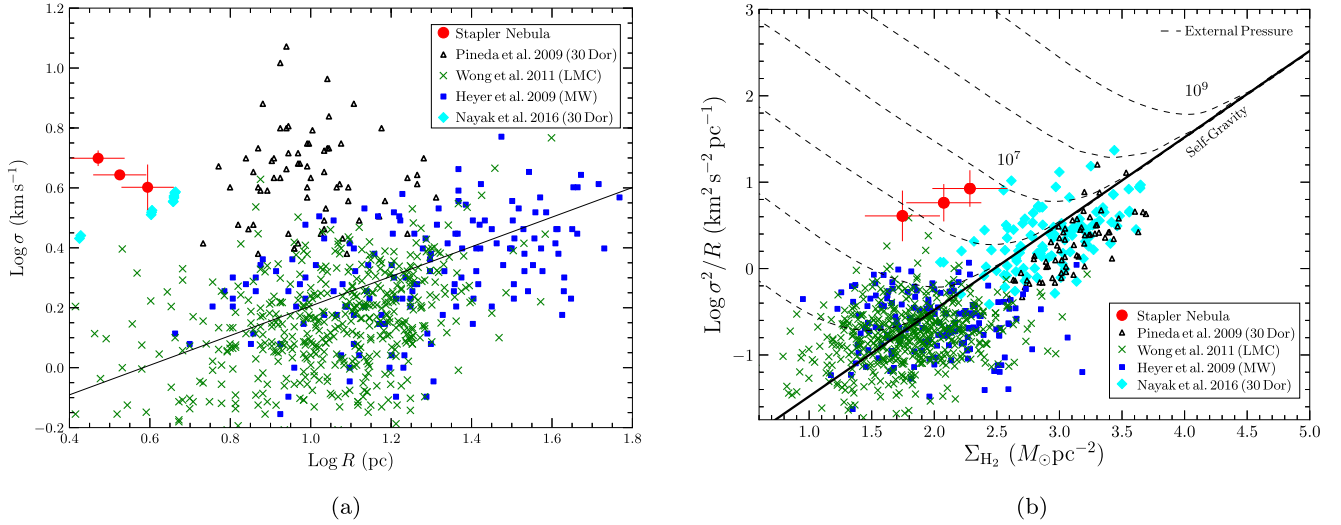 1.2
1.0
0.8
0.6
0.4
0.2
0.0
−0.2
Log σ (km s⁻¹)
0.4 0.6 0.8 1.0 1.2 1.4 1.6 1.8
Log R (pc)
Stapler Nebula
Pineda et al. 2009 (30 Dor)
Wong et al. 2011 (LMC)
Heyer et al. 2009 (MW)
Nayak et al. 2016 (30 Dor)
(a)
3
2
1
0
−1
Log σ²/R (km² s⁻² pc⁻¹)
1.0 1.5 2.0 2.5 3.0 3.5 4.0 4.5 5.0
Σ_H₂ (M⊙pc⁻²)
External Pressure
10⁹
Self-Gravity
10⁷
Stapler Nebula
Pineda et al. 2009 (30 Dor)
Wong et al. 2011 (LMC)
Heyer et al. 2009 (MW)
Nayak et al. 2016 (30 Dor)
(b)